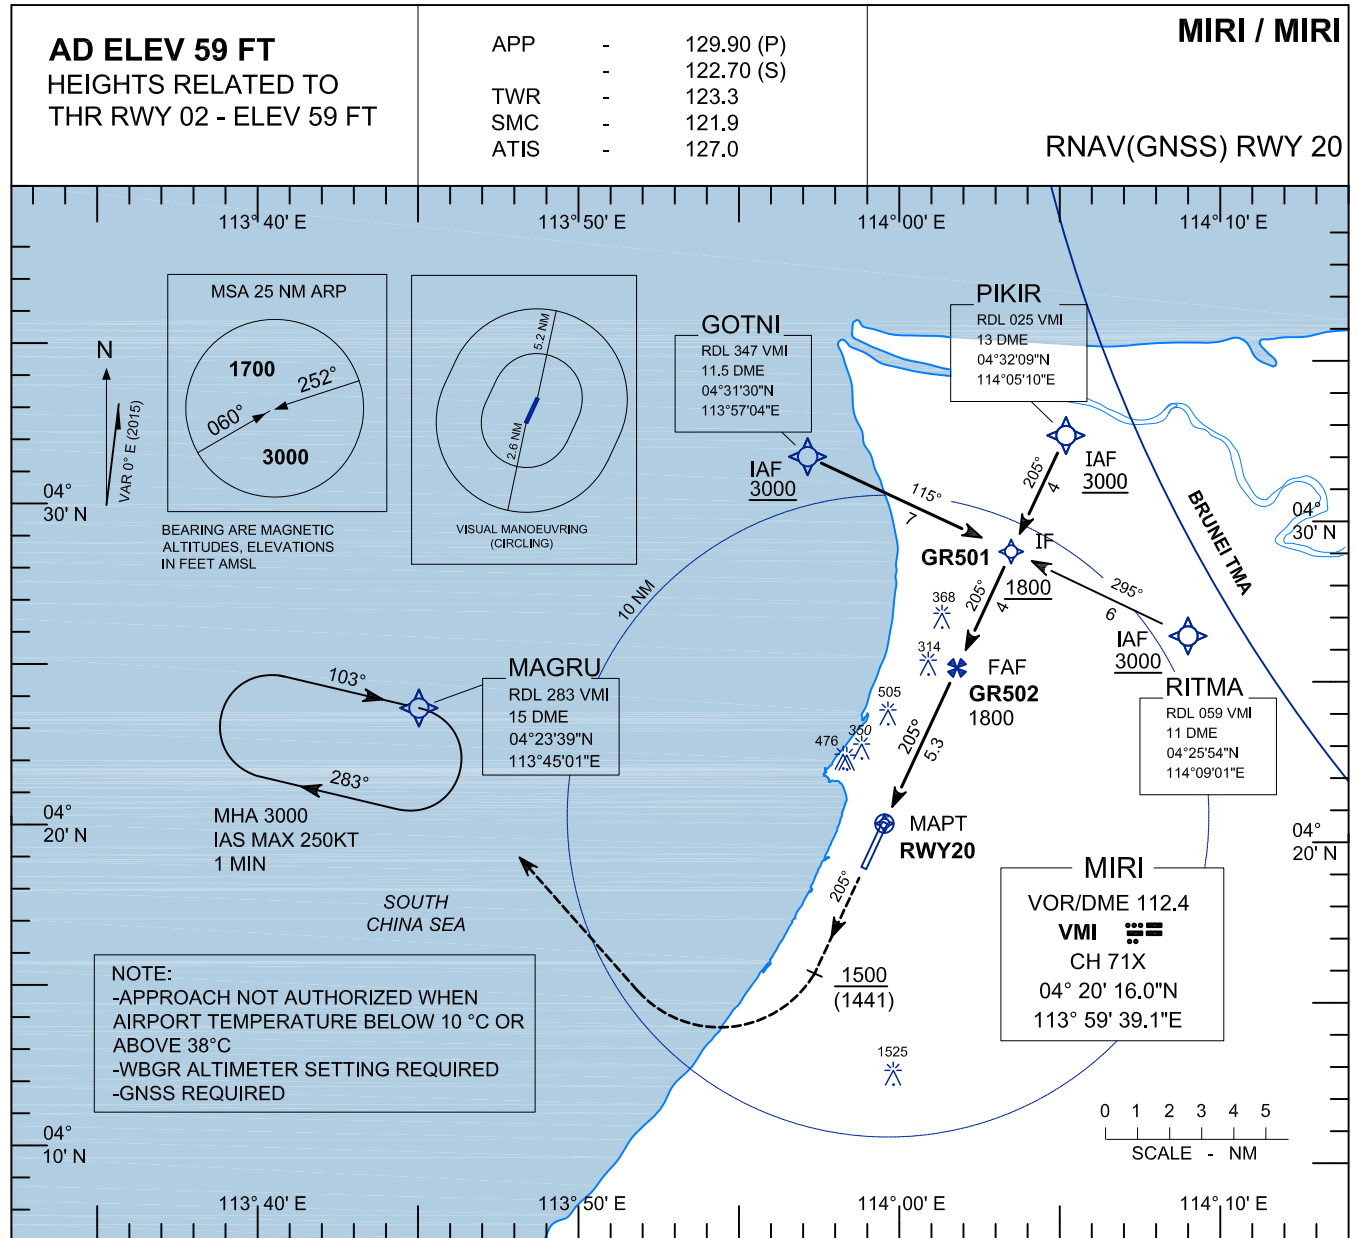 AD ELEV 59 FT
HEIGHTS RELATED TO
THR RWY 02 - ELEV 59 FT
APP - 129.90 (P)
- 122.70 (S)
TWR - 123.3
SMC - 121.9
ATIS - 127.0
MIRI / MIRI
RNAV(GNSS) RWY 20
113° 40' E
113° 50' E
114° 00' E
114° 10' E
MSA 25 NM ARP
1700
252°
060°
3000
BEARING ARE MAGNETIC
ALTITUDES, ELEVATIONS
IN FEET AMSL
N
VAR 0° E (2015)
5.2 NM
2.6 NM
VISUAL MANOEUVRING
(CIRCLING)
GOTNI
RDL 347 VMI
11.5 DME
04°31'30"N
113°57'04"E
IAF
3000
PIKIR
RDL 025 VMI
13 DME
04°32'09"N
114°05'10"E
IAF
3000
115°
7
205°
4
04°
30' N
04°
30' N
BRUNEI TMA
GR501
IF
1800
10 NM
205°
4
295°
6
IAF
3000
RITMA
RDL 059 VMI
11 DME
04°25'54"N
114°09'01"E
368
314
505
350
476
FAF
GR502
1800
205°
5.3
MAGRU
RDL 283 VMI
15 DME
04°23'39"N
113°45'01"E
103°
283°
MHA 3000
IAS MAX 250KT
1 MIN
04°
20' N
04°
20' N
MAPT
RWY20
205°
1500
(1441)
1525
SOUTH
CHINA SEA
MIRI
VOR/DME 112.4
VMI
CH 71X
04° 20' 16.0"N
113° 59' 39.1"E
NOTE:
-APPROACH NOT AUTHORIZED WHEN
AIRPORT TEMPERATURE BELOW 10 °C OR
ABOVE 38°C
-WBGR ALTIMETER SETTING REQUIRED
-GNSS REQUIRED
0 1 2 3 4 5
SCALE - NM
04°
10' N
113° 40' E
113° 50' E
114° 00' E
114° 10' E